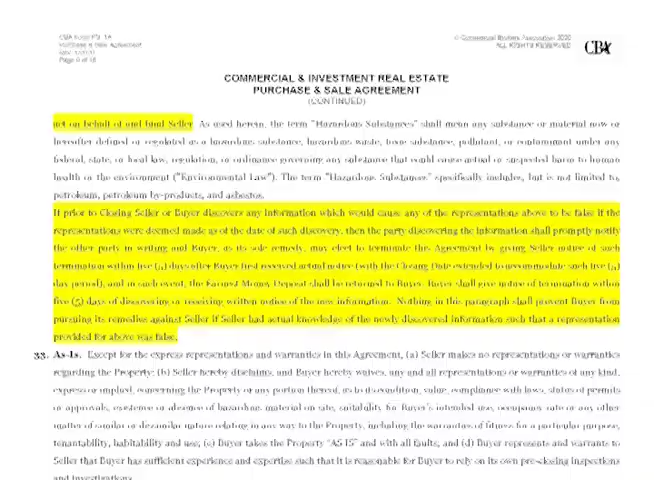 CBA Form PS_1A
Purchase & Sale Agreement
Page 9 of 16
© Commercial Brokers Association 2020
ALL RIGHTS RESERVED
CBA
COMMERCIAL & INVESTMENT REAL ESTATE
PURCHASE & SALE AGREEMENT
(CONTINUED)
act on behalf of and bind Seller. As used herein, the term "Hazardous Substances" shall mean any substance or material now or
hereafter defined or regulated as a hazardous substance, hazardous waste, toxic substance, pollutant, or contaminant under any
federal, state, or local law, regulation, or ordinance governing any substance that could cause actual or suspected harm to human
health or the environment ("Environmental Law"). The term "Hazardous Substances" specifically includes, but is not limited to,
petroleum, petroleum by-products, and asbestos.
If prior to Closing Seller or Buyer discovers any information which would cause any of the representations above to be false if the
representations were deemed made as of the date of such discovery, then the party discovering the information shall promptly notify
the other party in writing and Buyer, as its sole remedy, may elect to terminate this Agreement by giving Seller notice of such
termination within five (5) days after Buyer first received actual notice (with the Closing Date extended to accommodate such five (5)
day period), and in such event, the Earnest Money Deposit shall be returned to Buyer. Buyer shall give notice of termination within
five (5) days of discovering or receiving written notice of the new information. Nothing in this paragraph shall prevent Buyer from
pursuing its remedies against Seller if Seller had actual knowledge of the newly discovered information such that a representation
provided for above was false.
33. As-Is. Except for the express representations and warranties in this Agreement, (a) Seller makes no representations or warranties
regarding the Property; (b) Seller hereby disclaims, and Buyer hereby waives, any and all representations or warranties of any kind,
express or implied, concerning the Property or any portion thereof, as to its condition, value, compliance with laws, status of permits
or approvals, existence or absence of hazardous material on site, suitability for Buyer's intended use, occupancy rate or any other
matter of similar or dissimilar nature relating in any way to the Property, including the warranties of fitness for a particular purpose,
tenantability, habitability and use; (c) Buyer takes the Property "AS IS" and with all faults; and (d) Buyer represents and warrants to
Seller that Buyer has sufficient experience and expertise such that it is reasonable for Buyer to rely on its own pre-closing inspections
and investigations.